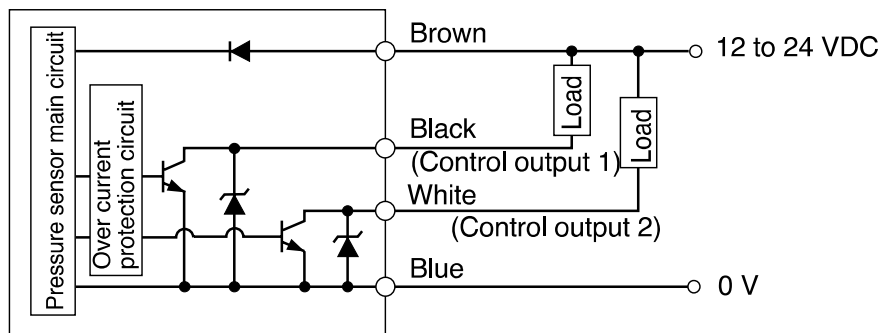 Pressure sensor main circuit
Over current
protection circuit
Brown
12 to 24 VDC
Load
Load
Black
(Control output 1)
White
(Control output 2)
Blue
0 V